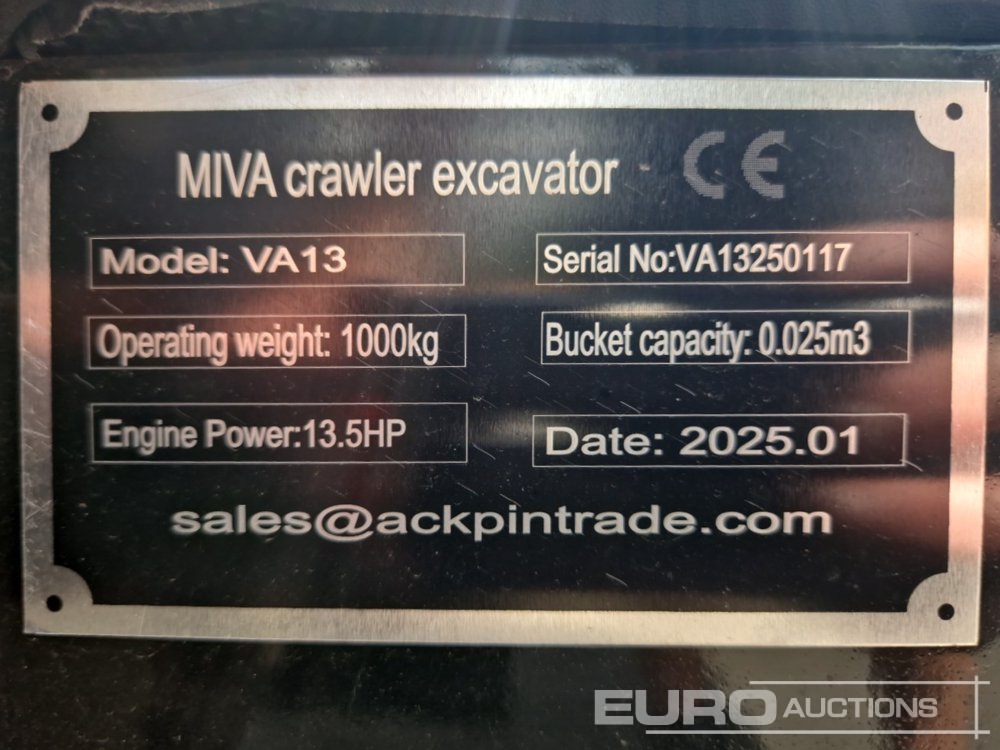 MIVA crawler excavator CE
Model: VA13
Serial No:VA13250117
Operating weight: 1000kg
Bucket capacity: 0.025m3
Engine Power:13.5HP
Date: 2025.01
sales@ackpintrade.com
EURO AUCTIONS